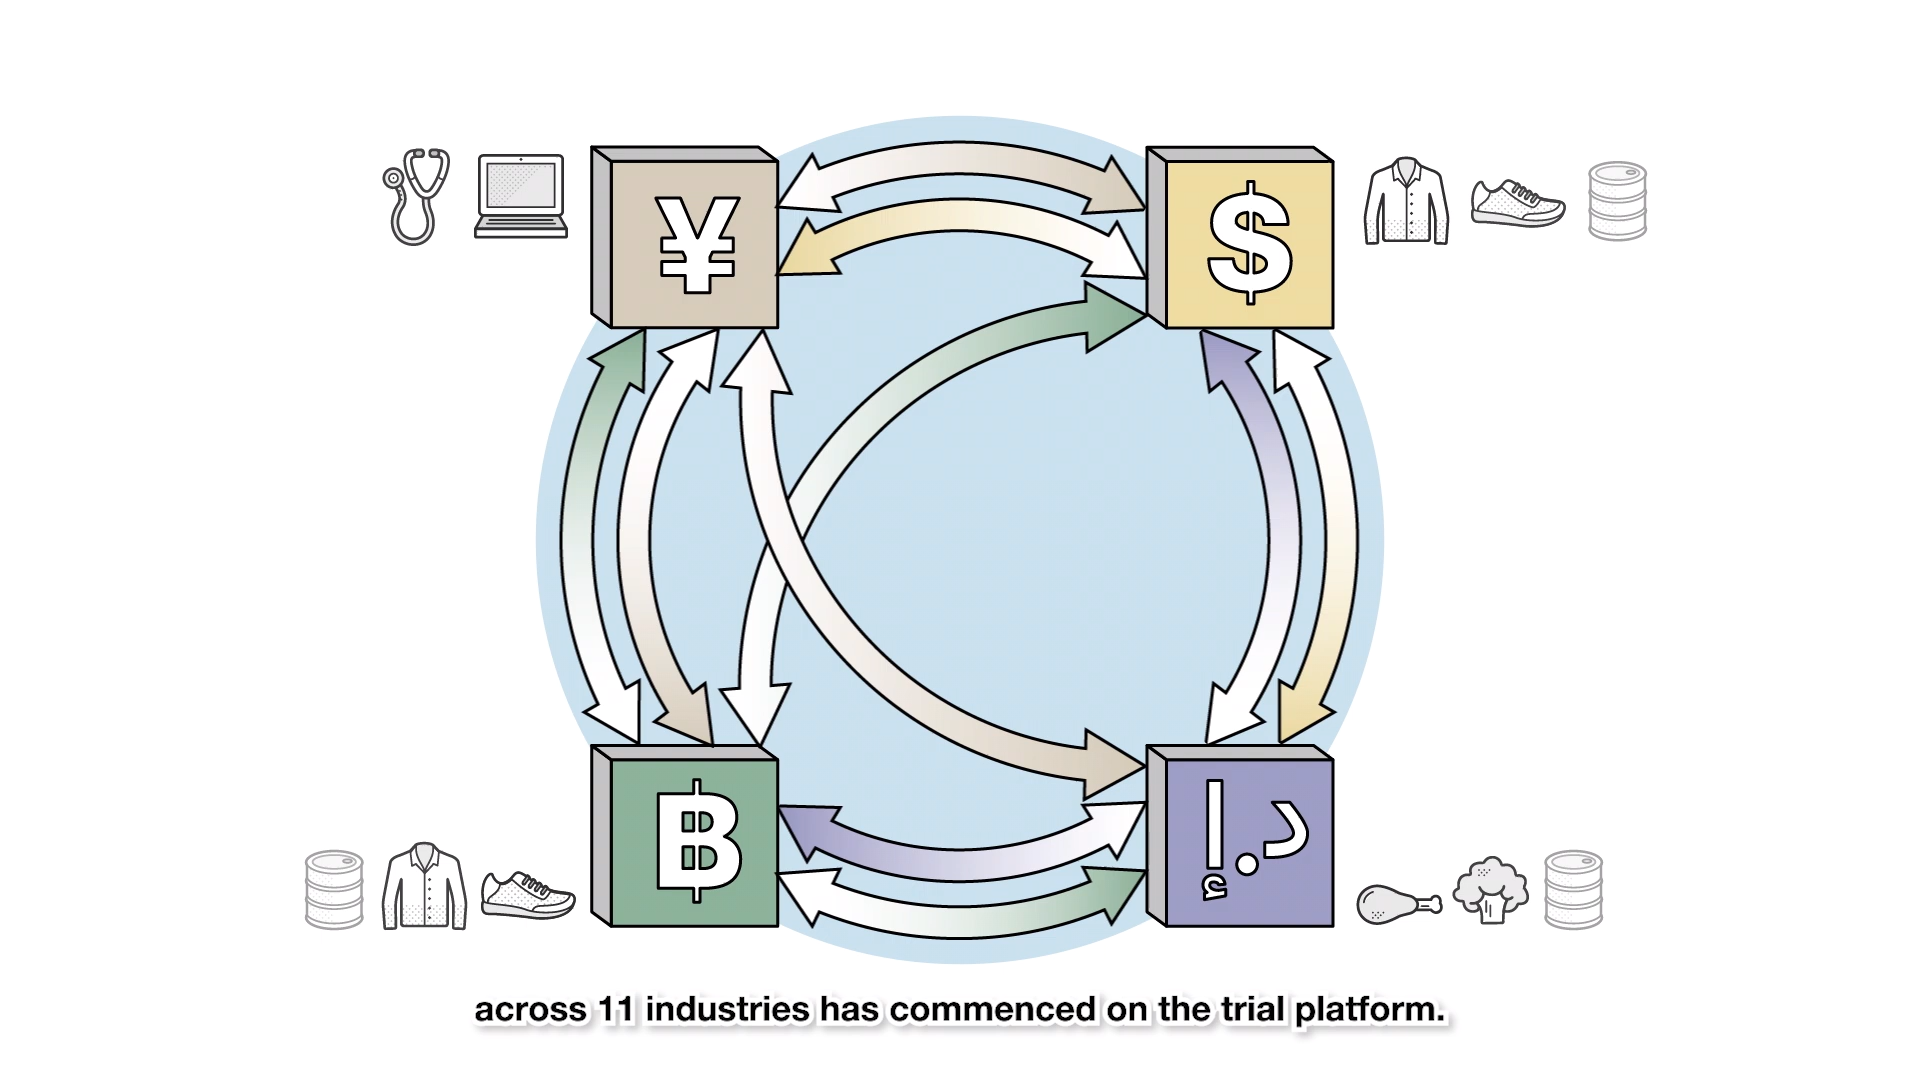 ¥
$
฿
د.إ
across 11 industries has commenced on the trial platform.